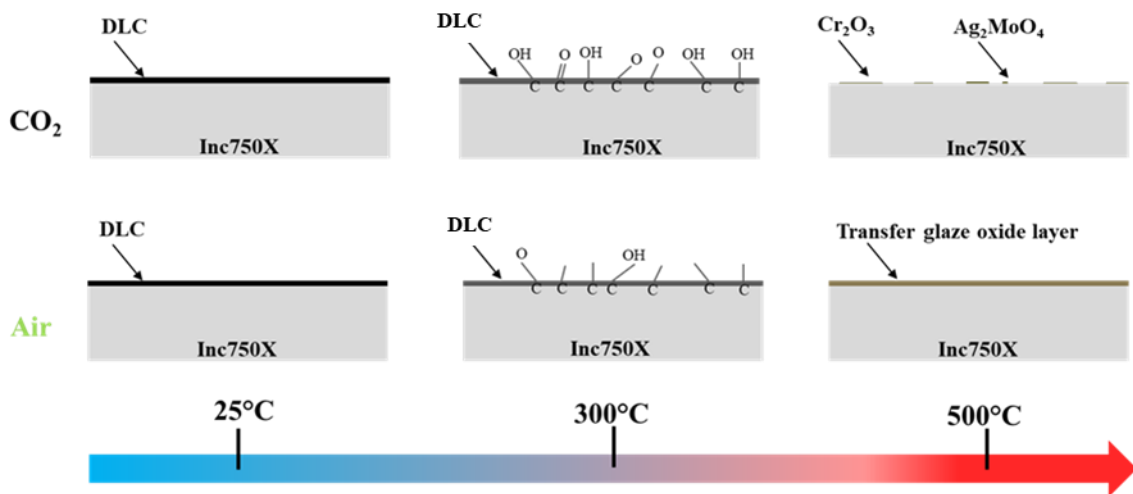 DLC
DLC
Cr₂O₃
Ag₂MoO₄
OH
O
OH
O
O
OH
OH
C C C C C C C
CO₂
Inc750X
Inc750X
Inc750X
DLC
DLC
Transfer glaze oxide layer
O
OH
C C C C C C C
Air
Inc750X
Inc750X
Inc750X
25°C
300°C
500°C